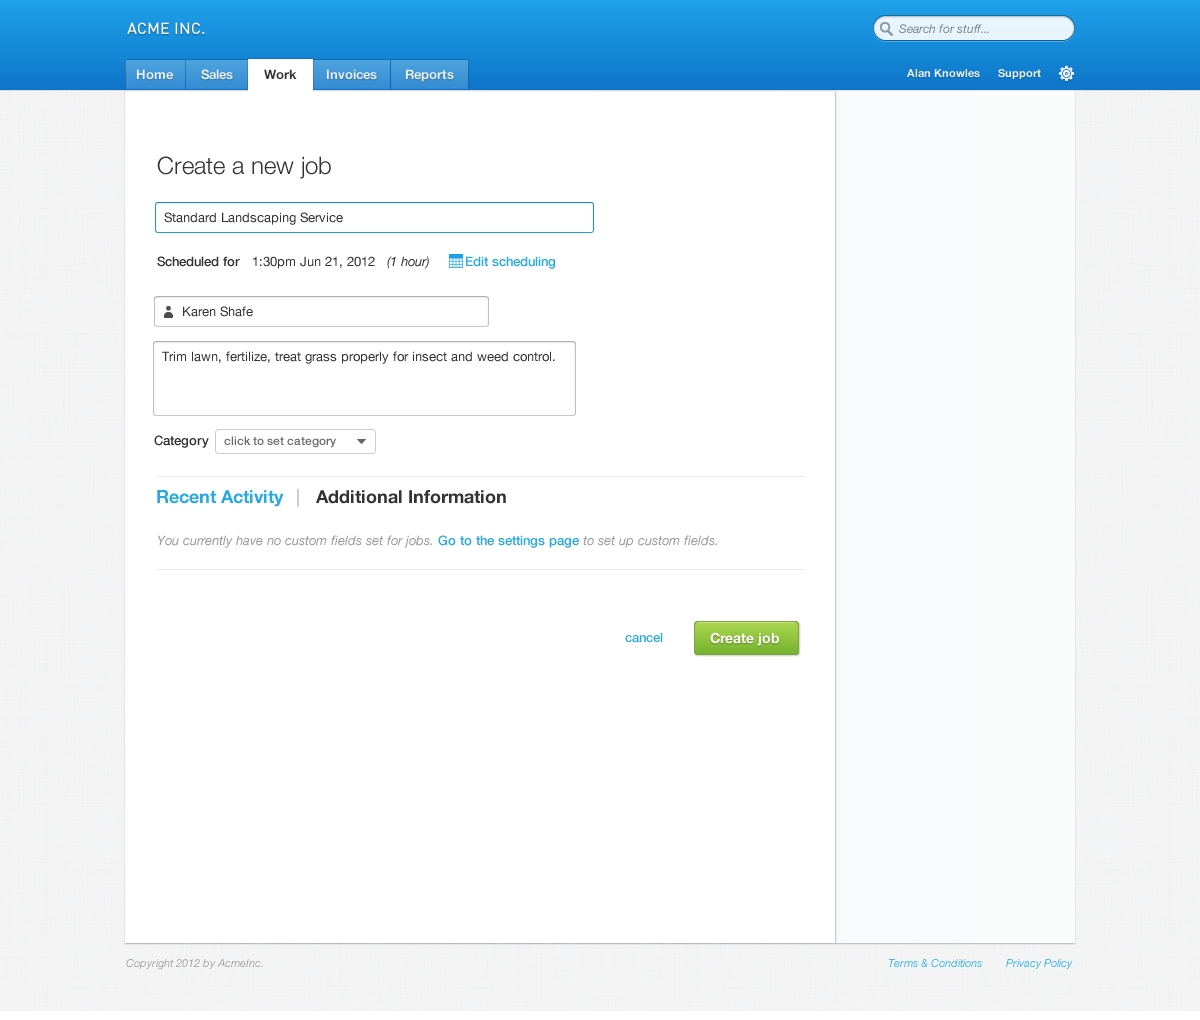 ACME INC.
Search for stuff...
Home Sales Work Invoices Reports
Alan Knowles Support
Create a new job
Standard Landscaping Service
Scheduled for 1:30pm Jun 21, 2012 (1 hour) Edit scheduling
Karen Shafe
Trim lawn, fertilize, treat grass properly for insect and weed control.
Category click to set category
Recent Activity | Additional Information
You currently have no custom fields set for jobs. Go to the settings page to set up custom fields.
cancel Create job
Copyright 2012 by AcmeInc.
Terms & Conditions Privacy Policy